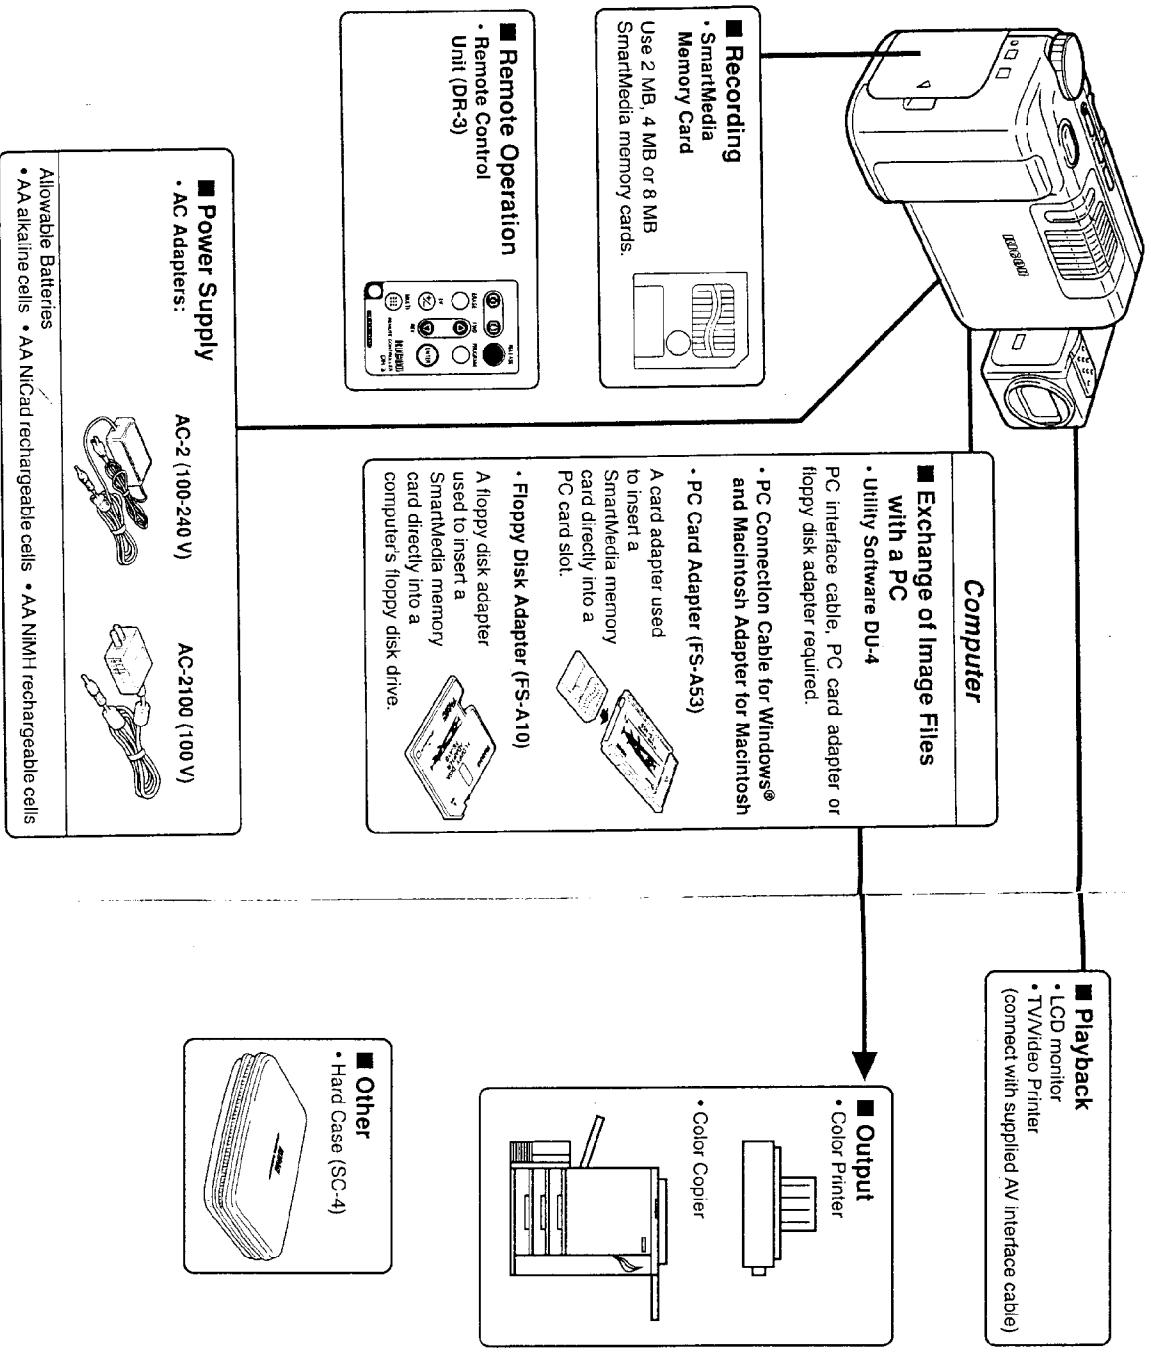 RICOH
■ Recording
• SmartMedia
Memory Card
Use 2 MB, 4 MB or 8 MB
SmartMedia memory cards.
■ Remote Operation
• Remote Control
Unit (DR-3)
RICOH
REMOTE CONTROLLER
DR-3
ENTER
■ Power Supply
• AC Adapters:
AC-2 (100-240 V)
AC-2100 (100 V)
Allowable Batteries
• AA alkaline cells • AA NiCad rechargeable cells • AA NiMH rechargeable cells
Computer
■ Exchange of Image Files
with a PC
• Utility Software DU-4
PC interface cable, PC card adapter or
floppy disk adapter required.
• PC Connection Cable for Windows®
and Macintosh Adapter for Macintosh
• PC Card Adapter (FS-A53)
A card adapter used
to insert a
SmartMedia memory
card directly into a
PC card slot.
• Floppy Disk Adapter (FS-A10)
A floppy disk adapter
used to insert a
SmartMedia memory
card directly into a
computer's floppy disk drive.
■ Playback
• LCD monitor
• TV/Video Printer
(connect with supplied AV interface cable)
■ Output
• Color Printer
• Color Copier
■ Other
• Hard Case (SC-4)